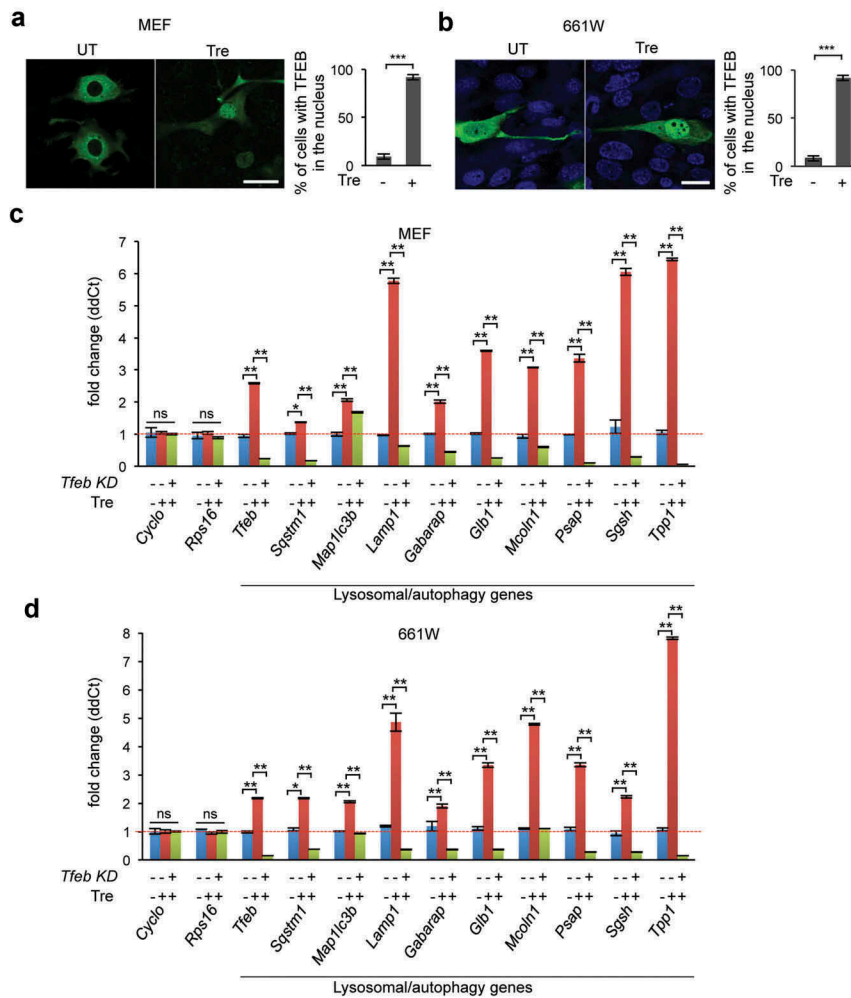 a
MEF
UT
Tre
% of cells with TFEB
in the nucleus
100
50
0
***
Tre - +
b
661W
UT
Tre
% of cells with TFEB
in the nucleus
100
50
0
***
Tre - +
c
MEF
fold change (ddCt)
7
6
5
4
3
2
1
0
ns ns ** ** * ** ** ** ** ** ** ** ** ** ** ** ** ** ** ** ** **
Tfeb KD --+ --+ --+ --+ --+ --+ --+ --+ --+ --+ --+ --+
Tre -++ -++ -++ -++ -++ -++ -++ -++ -++ -++ -++ -++
Cyclo Rps16 Tfeb Sqstm1 Map1lc3b Lamp1 Gabarap Glb1 Mcoln1 Psap Sgsh Tpp1
Lysosomal/autophagy genes
d
661W
fold change (ddCt)
8
7
6
5
4
3
2
1
0
ns ns ** ** * ** ** ** ** ** ** ** ** ** ** ** ** ** ** ** ** **
Tfeb KD --+ --+ --+ --+ --+ --+ --+ --+ --+ --+ --+ --+
Tre -++ -++ -++ -++ -++ -++ -++ -++ -++ -++ -++ -++
Cyclo Rps16 Tfeb Sqstm1 Map1lc3b Lamp1 Gabarap Glb1 Mcoln1 Psap Sgsh Tpp1
Lysosomal/autophagy genes